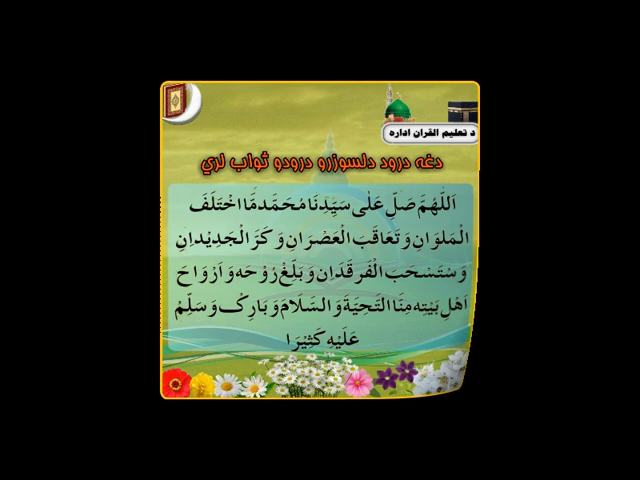 د تعلیم القرآن اداره
دغه درود دلسوزرو درودو ثواب لري
اَللّٰهُمَّ صَلِّ عَلٰى سَيِّدِنَا مُحَمَّدٍ مَّا اخْتَلَفَ
الْمَلَوَانِ وَ تَعَاقَبَ الْعَصْرَانِ وَ كَرَّ الْجَدِيْدَانِ
وَ سْتَسْحَبَ الْفَرْقَدَانِ وَ بَلِّغْ رُوْحَهٗ وَ اَرْوَاحَ
اَهْلِ بَيْتِهٖ مِنَّا التَّحِيَّةَ وَ السَّلَامَ وَ بَارِكْ وَ سَلِّمْ
عَلَيْهِ كَثِيْرًا